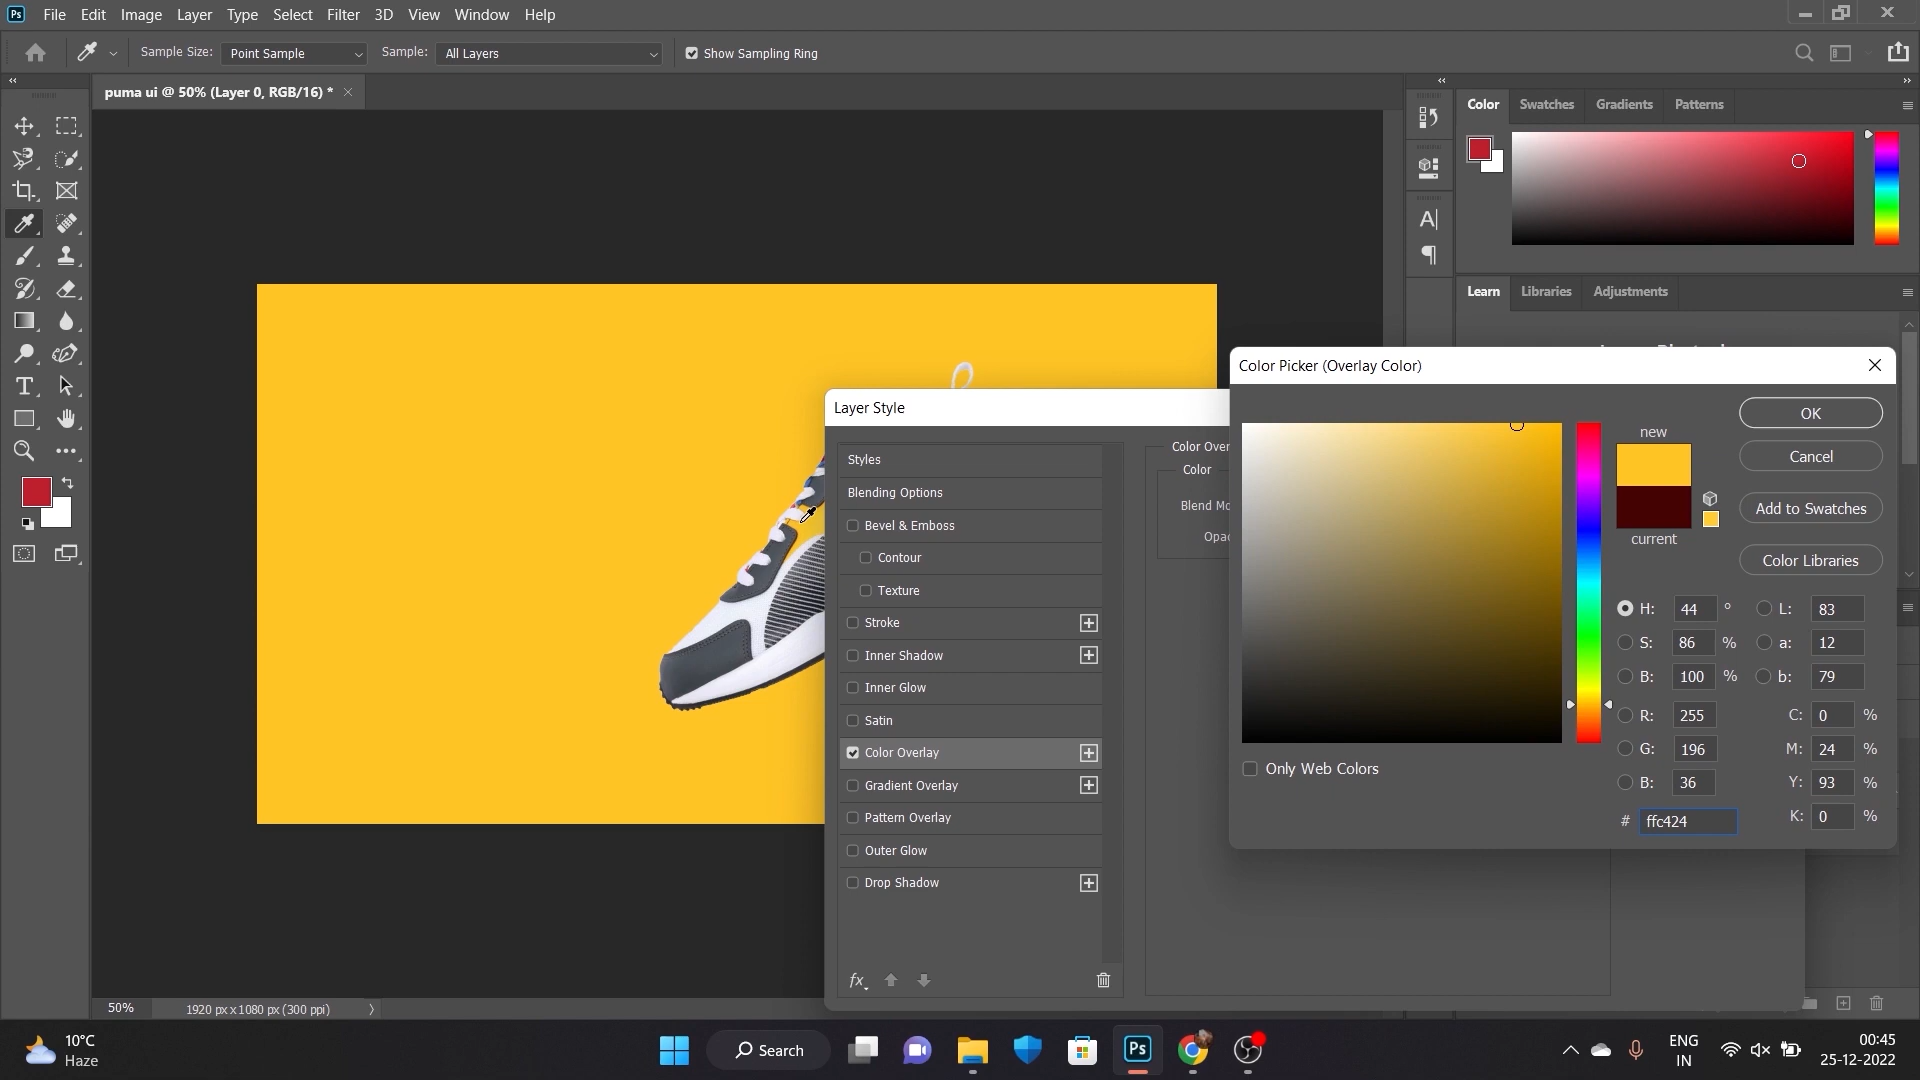 Ps File Edit Image Layer Type Select Filter 3D View Window Help
Sample Size: Point Sample Sample: All Layers Show Sampling Ring
puma ui @ 50% (Layer 0, RGB/16) *
Color Swatches Gradients Patterns
Learn Libraries Adjustments
Color Picker (Overlay Color)
new
current
OK
Cancel
Add to Swatches
Color Libraries
H: 44 ° L: 83
S: 86 % a: 12
B: 100 % b: 79
R: 255 C: 0 %
G: 196 M: 24 %
B: 36 Y: 93 %
# ffc424 K: 0 %
Only Web Colors
Layer Style
Styles
Blending Options
Bevel & Emboss
Contour
Texture
Stroke
Inner Shadow
Inner Glow
Satin
Color Overlay
Gradient Overlay
Pattern Overlay
Outer Glow
Drop Shadow
fx
Color Over
Color
Blend Mo
Opac
50% 1920 px x 1080 px (300 ppi)
10°C
Haze
Search
Ps
ENG
IN
00:45
25-12-2022